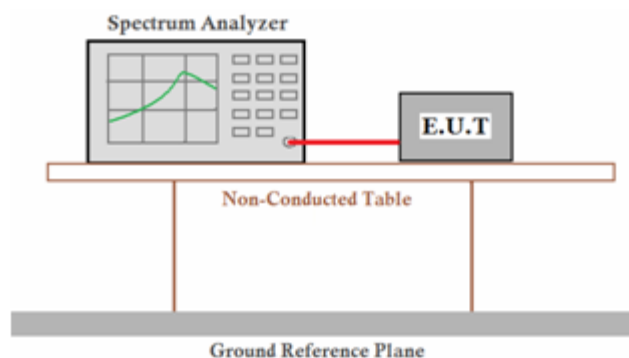 Spectrum Analyzer
E.U.T
Non-Conducted Table
Ground Reference Plane